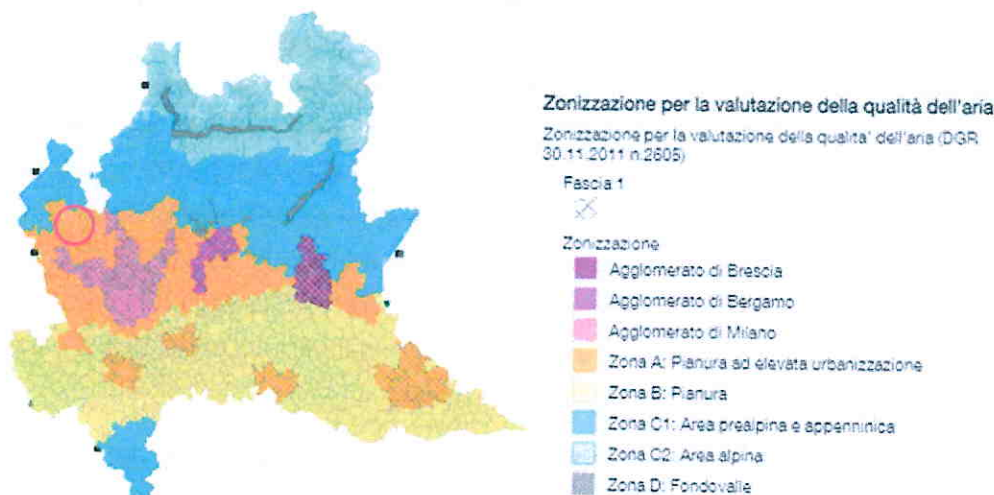 Zonizzazione per la valutazione della qualità dell'aria
Zonizzazione per la valutazione della qualita' dell'aria (DGR
30.11.2011 n.2605)
Fascia 1
Zonizzazione
Agglomerato di Brescia
Agglomerato di Bergamo
Agglomerato di Milano
Zona A: Pianura ad elevata urbanizzazione
Zona B: Pianura
Zona C1: Area prealpina e appenninica
Zona C2: Area alpina
Zona D: Fondovalle